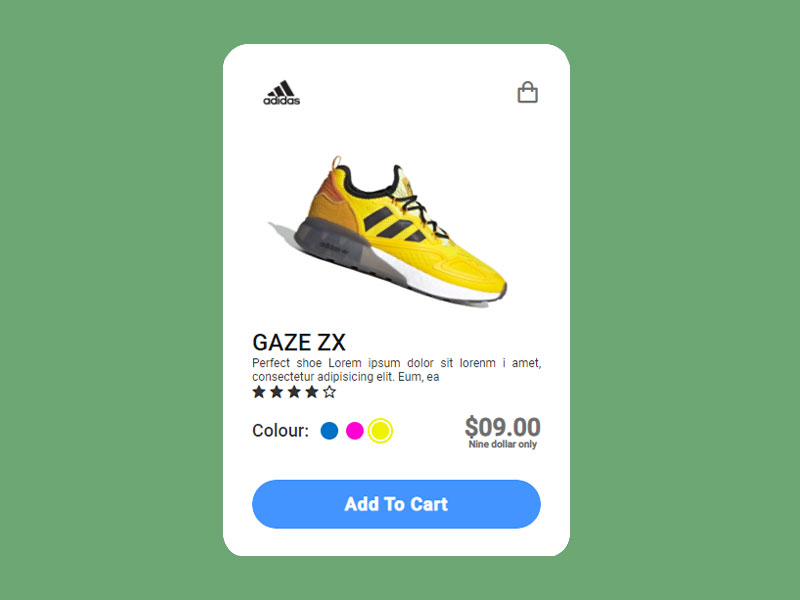 adidas
GAZE ZX
Perfect shoe Lorem ipsum dolor sit lorenm i amet,
consectetur adipisicing elit. Eum, ea
Colour:
$09.00
Nine dollar only
Add To Cart